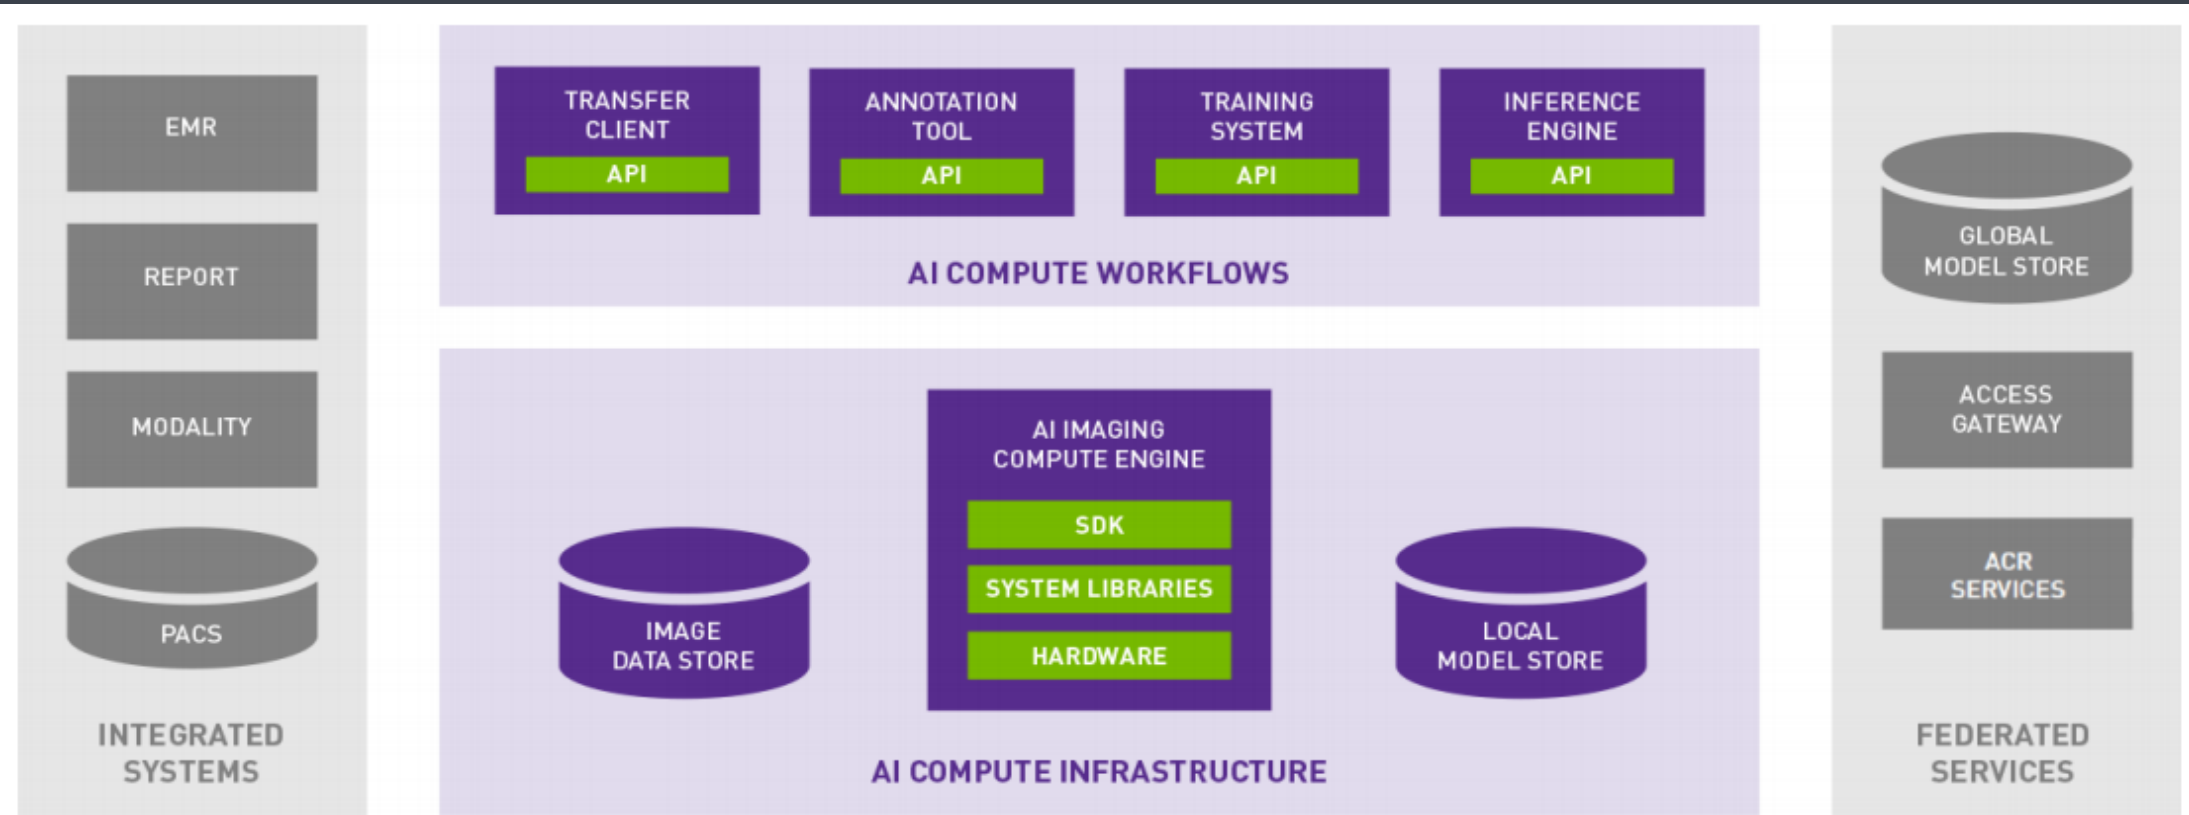 EMR
REPORT
MODALITY
PACS
INTEGRATED
SYSTEMS
TRANSFER
CLIENT
API
ANNOTATION
TOOL
API
TRAINING
SYSTEM
API
INFERENCE
ENGINE
API
AI COMPUTE WORKFLOWS
AI IMAGING
COMPUTE ENGINE
SDK
SYSTEM LIBRARIES
HARDWARE
IMAGE
DATA STORE
LOCAL
MODEL STORE
AI COMPUTE INFRASTRUCTURE
GLOBAL
MODEL STORE
ACCESS
GATEWAY
ACR
SERVICES
FEDERATED
SERVICES